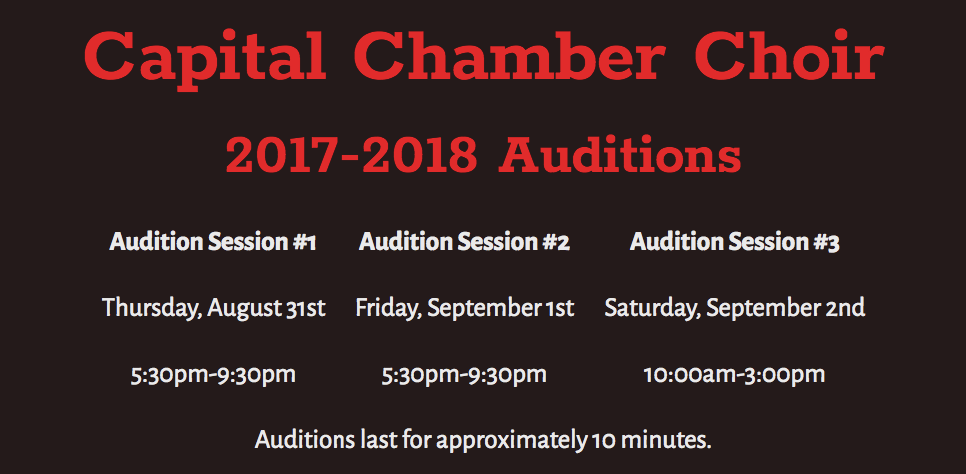 Capital Chamber Choir
2017-2018 Auditions
Audition Session #1 Audition Session #2 Audition Session #3
Thursday, August 31st Friday, September 1st Saturday, September 2nd
5:30pm-9:30pm 5:30pm-9:30pm 10:00am-3:00pm
Auditions last for approximately 10 minutes.